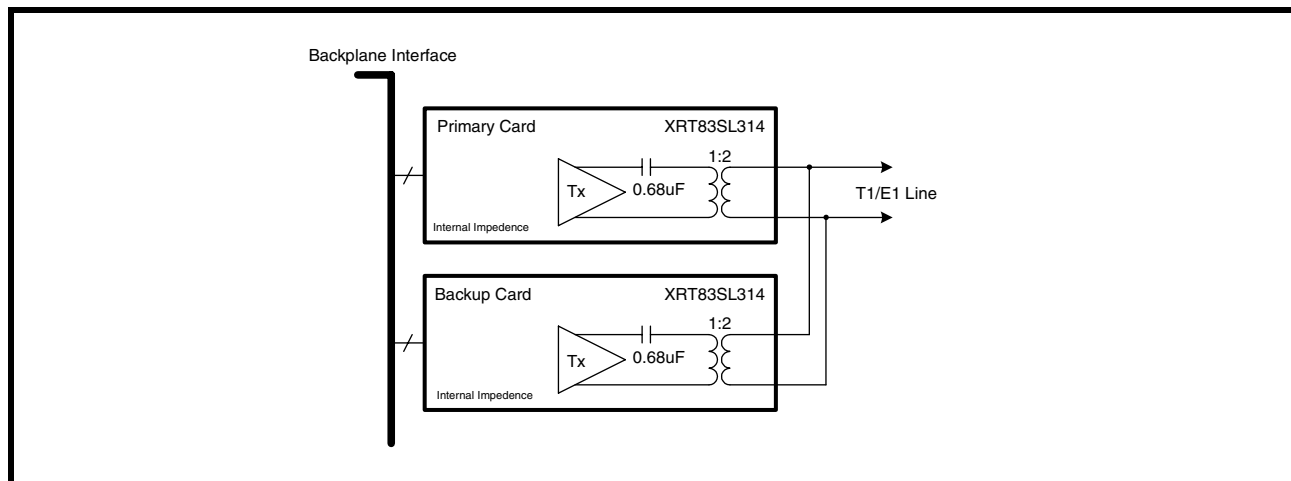 Backplane Interface
Primary Card XRT83SL314
1:2
Tx 0.68uF
T1/E1 Line
Internal Impedence
Backup Card XRT83SL314
1:2
Tx 0.68uF
Internal Impedence